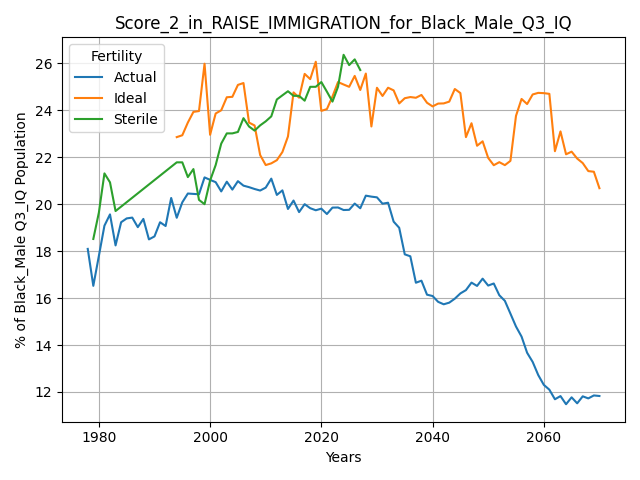 Score_2_in_RAISE_IMMIGRATION_for_Black_Male_Q3_IQ
Fertility
Actual
Ideal
Sterile
% of Black_Male Q3_IQ Population
26
24
22
20
18
16
14
12
1980
2000
2020
2040
2060
Years